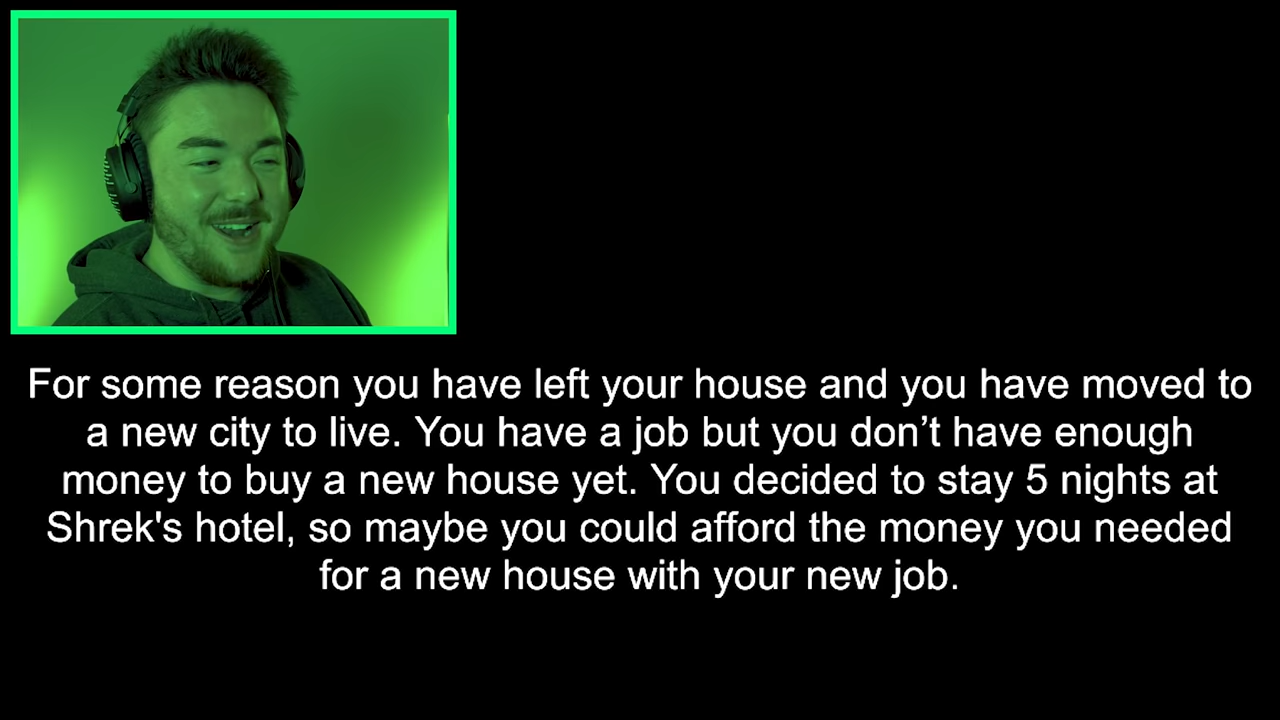 For some reason you have left your house and you have moved to
a new city to live. You have a job but you don’t have enough
money to buy a new house yet. You decided to stay 5 nights at
Shrek's hotel, so maybe you could afford the money you needed
for a new house with your new job.